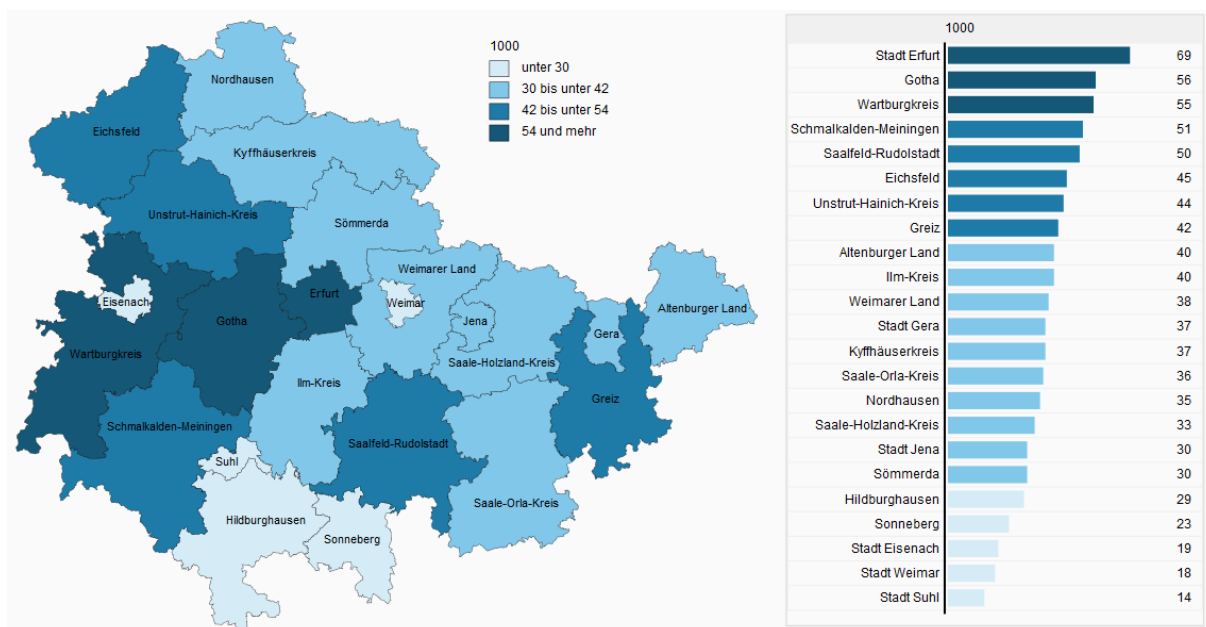 1000
unter 30
30 bis unter 42
42 bis unter 54
54 und mehr
Nordhausen
Eichsfeld
Kyffhäuserkreis
Unstrut-Hainich-Kreis
Sömmerda
Weimarer Land
Eisenach
Erfurt
Weimar
Altenburger Land
Gotha
Jena
Gera
Wartburgkreis
Saale-Holzland-Kreis
Ilm-Kreis
Greiz
Schmalkalden-Meiningen
Saalfeld-Rudolstadt
Suhl
Saale-Orla-Kreis
Hildburghausen
Sonneberg
1000
Stadt Erfurt 69
Gotha 56
Wartburgkreis 55
Schmalkalden-Meiningen 51
Saalfeld-Rudolstadt 50
Eichsfeld 45
Unstrut-Hainich-Kreis 44
Greiz 42
Altenburger Land 40
Ilm-Kreis 40
Weimarer Land 38
Stadt Gera 37
Kyffhäuserkreis 37
Saale-Orla-Kreis 36
Nordhausen 35
Saale-Holzland-Kreis 33
Stadt Jena 30
Sömmerda 30
Hildburghausen 29
Sonneberg 23
Stadt Eisenach 19
Stadt Weimar 18
Stadt Suhl 14